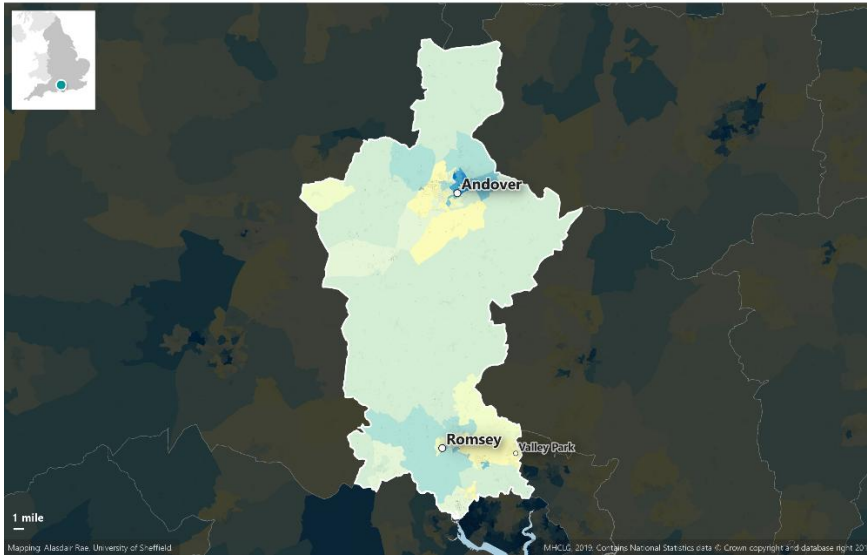 Andover
Romsey
Valley Park
1 mile
Mapping: Alasdair Rae, University of Sheffield.
MHCLG, 2019. Contains National Statistics data © Crown copyright and database right 20